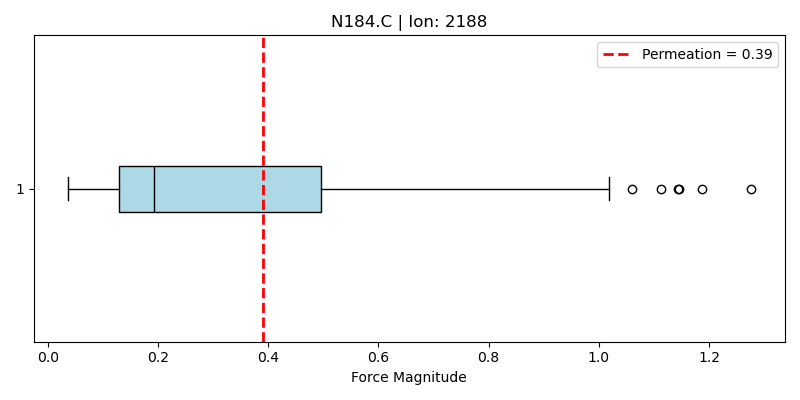 N184.C | Ion: 2188
Permeation = 0.39
1
0.0 0.2 0.4 0.6 0.8 1.0 1.2
Force Magnitude